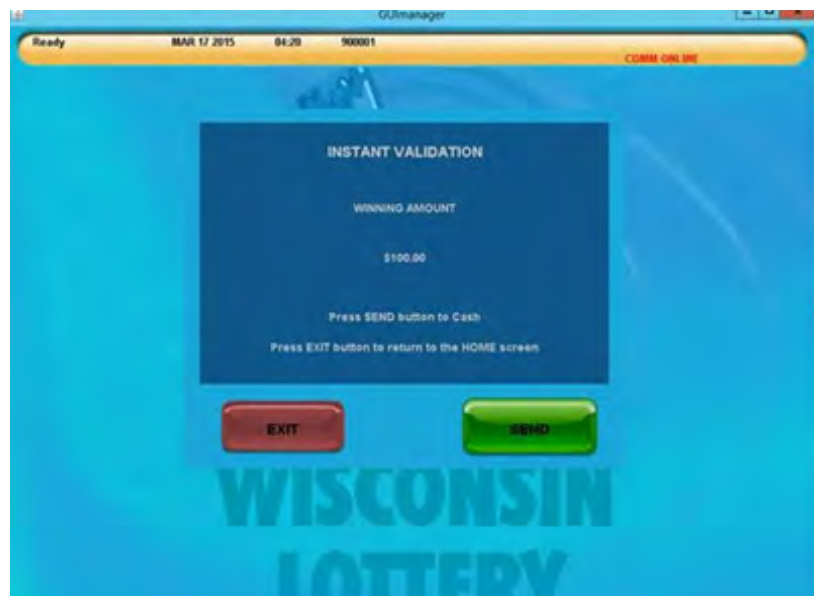 GUImanager
Ready MAR 17 2015 04:20 900001
COMM ONLINE
INSTANT VALIDATION
WINNING AMOUNT
$100.00
Press SEND button to Cash
Press EXIT button to return to the HOME screen
EXIT SEND
WISCONSIN
LOTTERY